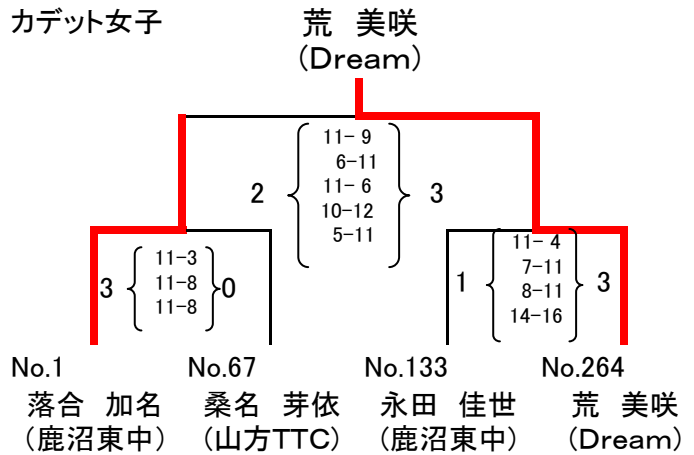 カデット女子
荒 美咲
(Dream)
2
11- 9
6-11
11- 6
10-12
5-11
3
3
11-3
11-8
11-8
0
1
11- 4
7-11
8-11
14-16
3
No.1
No.67
No.133
No.264
落合 加名
桑名 芽依
永田 佳世
荒 美咲
(鹿沼東中)
(山方TTC)
(鹿沼東中)
(Dream)